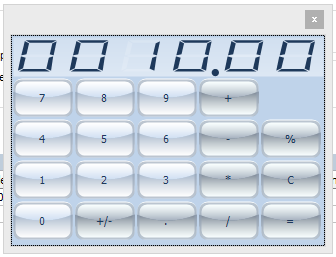 00 10.00
x
7 8 9 +
4 5 6 - %
1 2 3 * C
0 +/- . / =